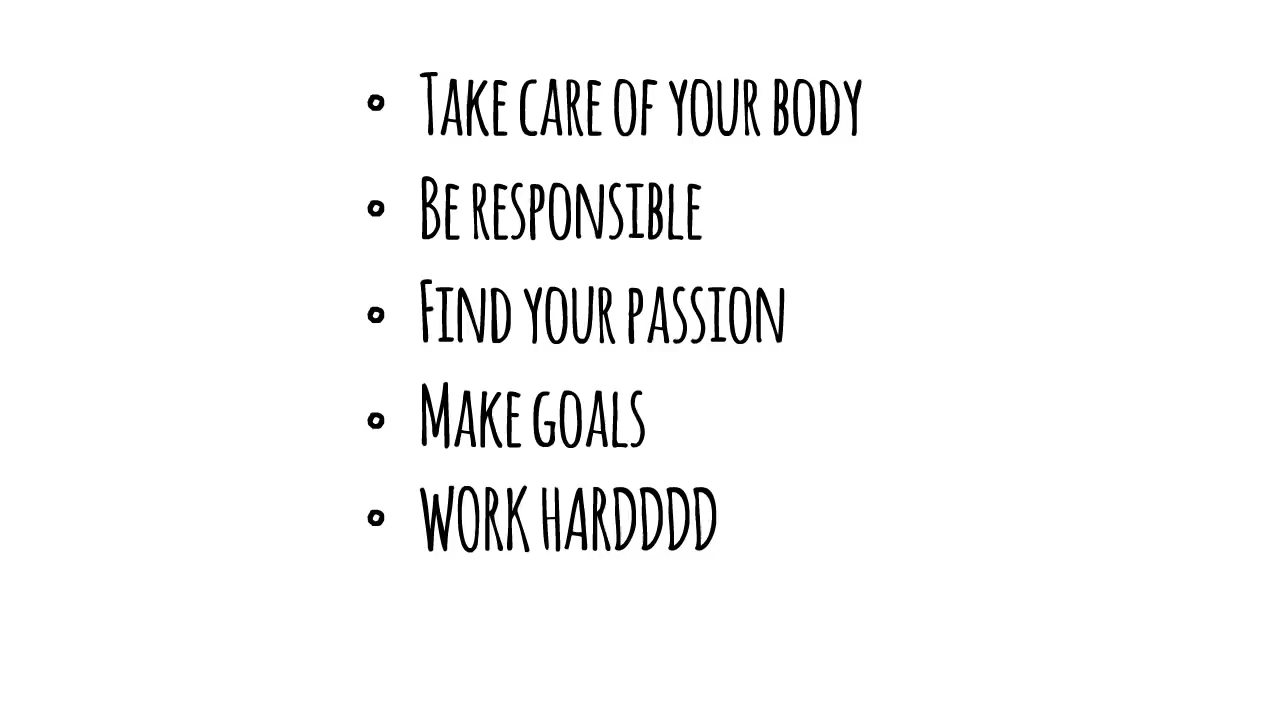 • Take care of your body
• Be responsible
• Find your passion
• Make goals
• WORK HARDDDD